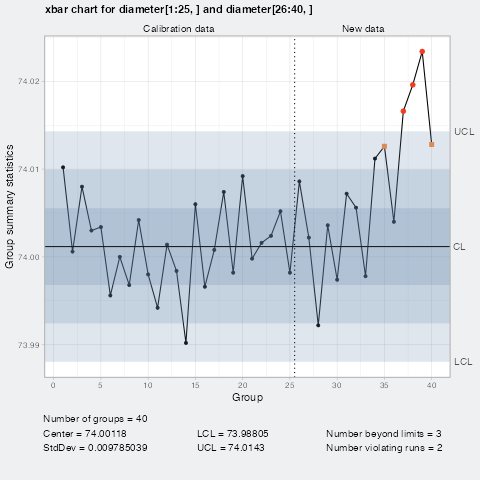 xbar chart for diameter[1:25, ] and diameter[26:40, ]
Calibration data New data
Group summary statistics
74.02
74.01
74.00
73.99
UCL
CL
LCL
0 5 10 15 20 25 30 35 40
Group
Number of groups = 40
Center = 74.00118 LCL = 73.98805 Number beyond limits = 3
StdDev = 0.009785039 UCL = 74.0143 Number violating runs = 2